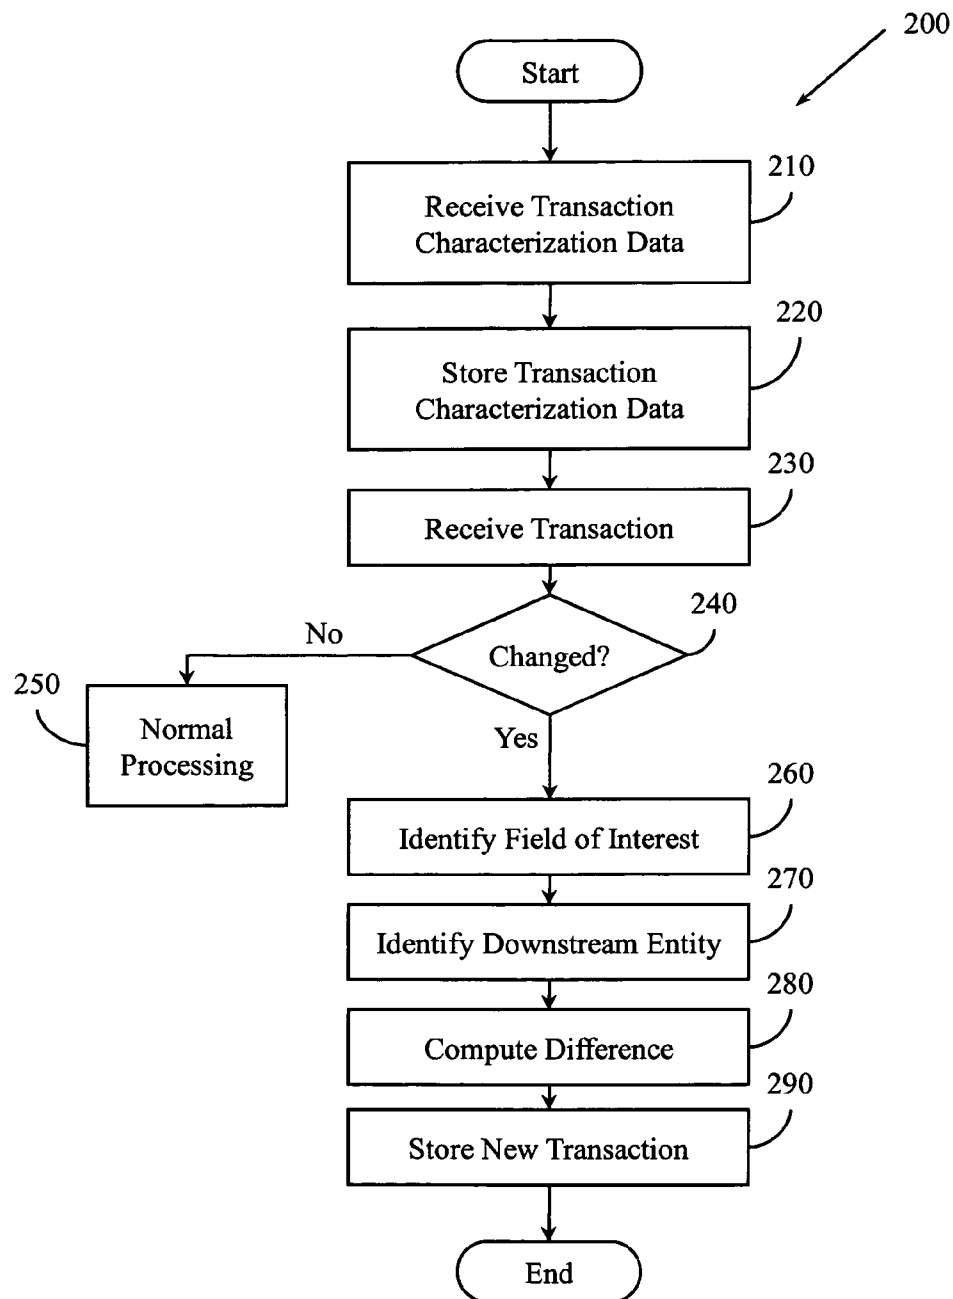 200
Start
210
Receive Transaction
Characterization Data
220
Store Transaction
Characterization Data
230
Receive Transaction
240
Changed?
No
250
Normal
Processing
Yes
260
Identify Field of Interest
270
Identify Downstream Entity
280
Compute Difference
290
Store New Transaction
End